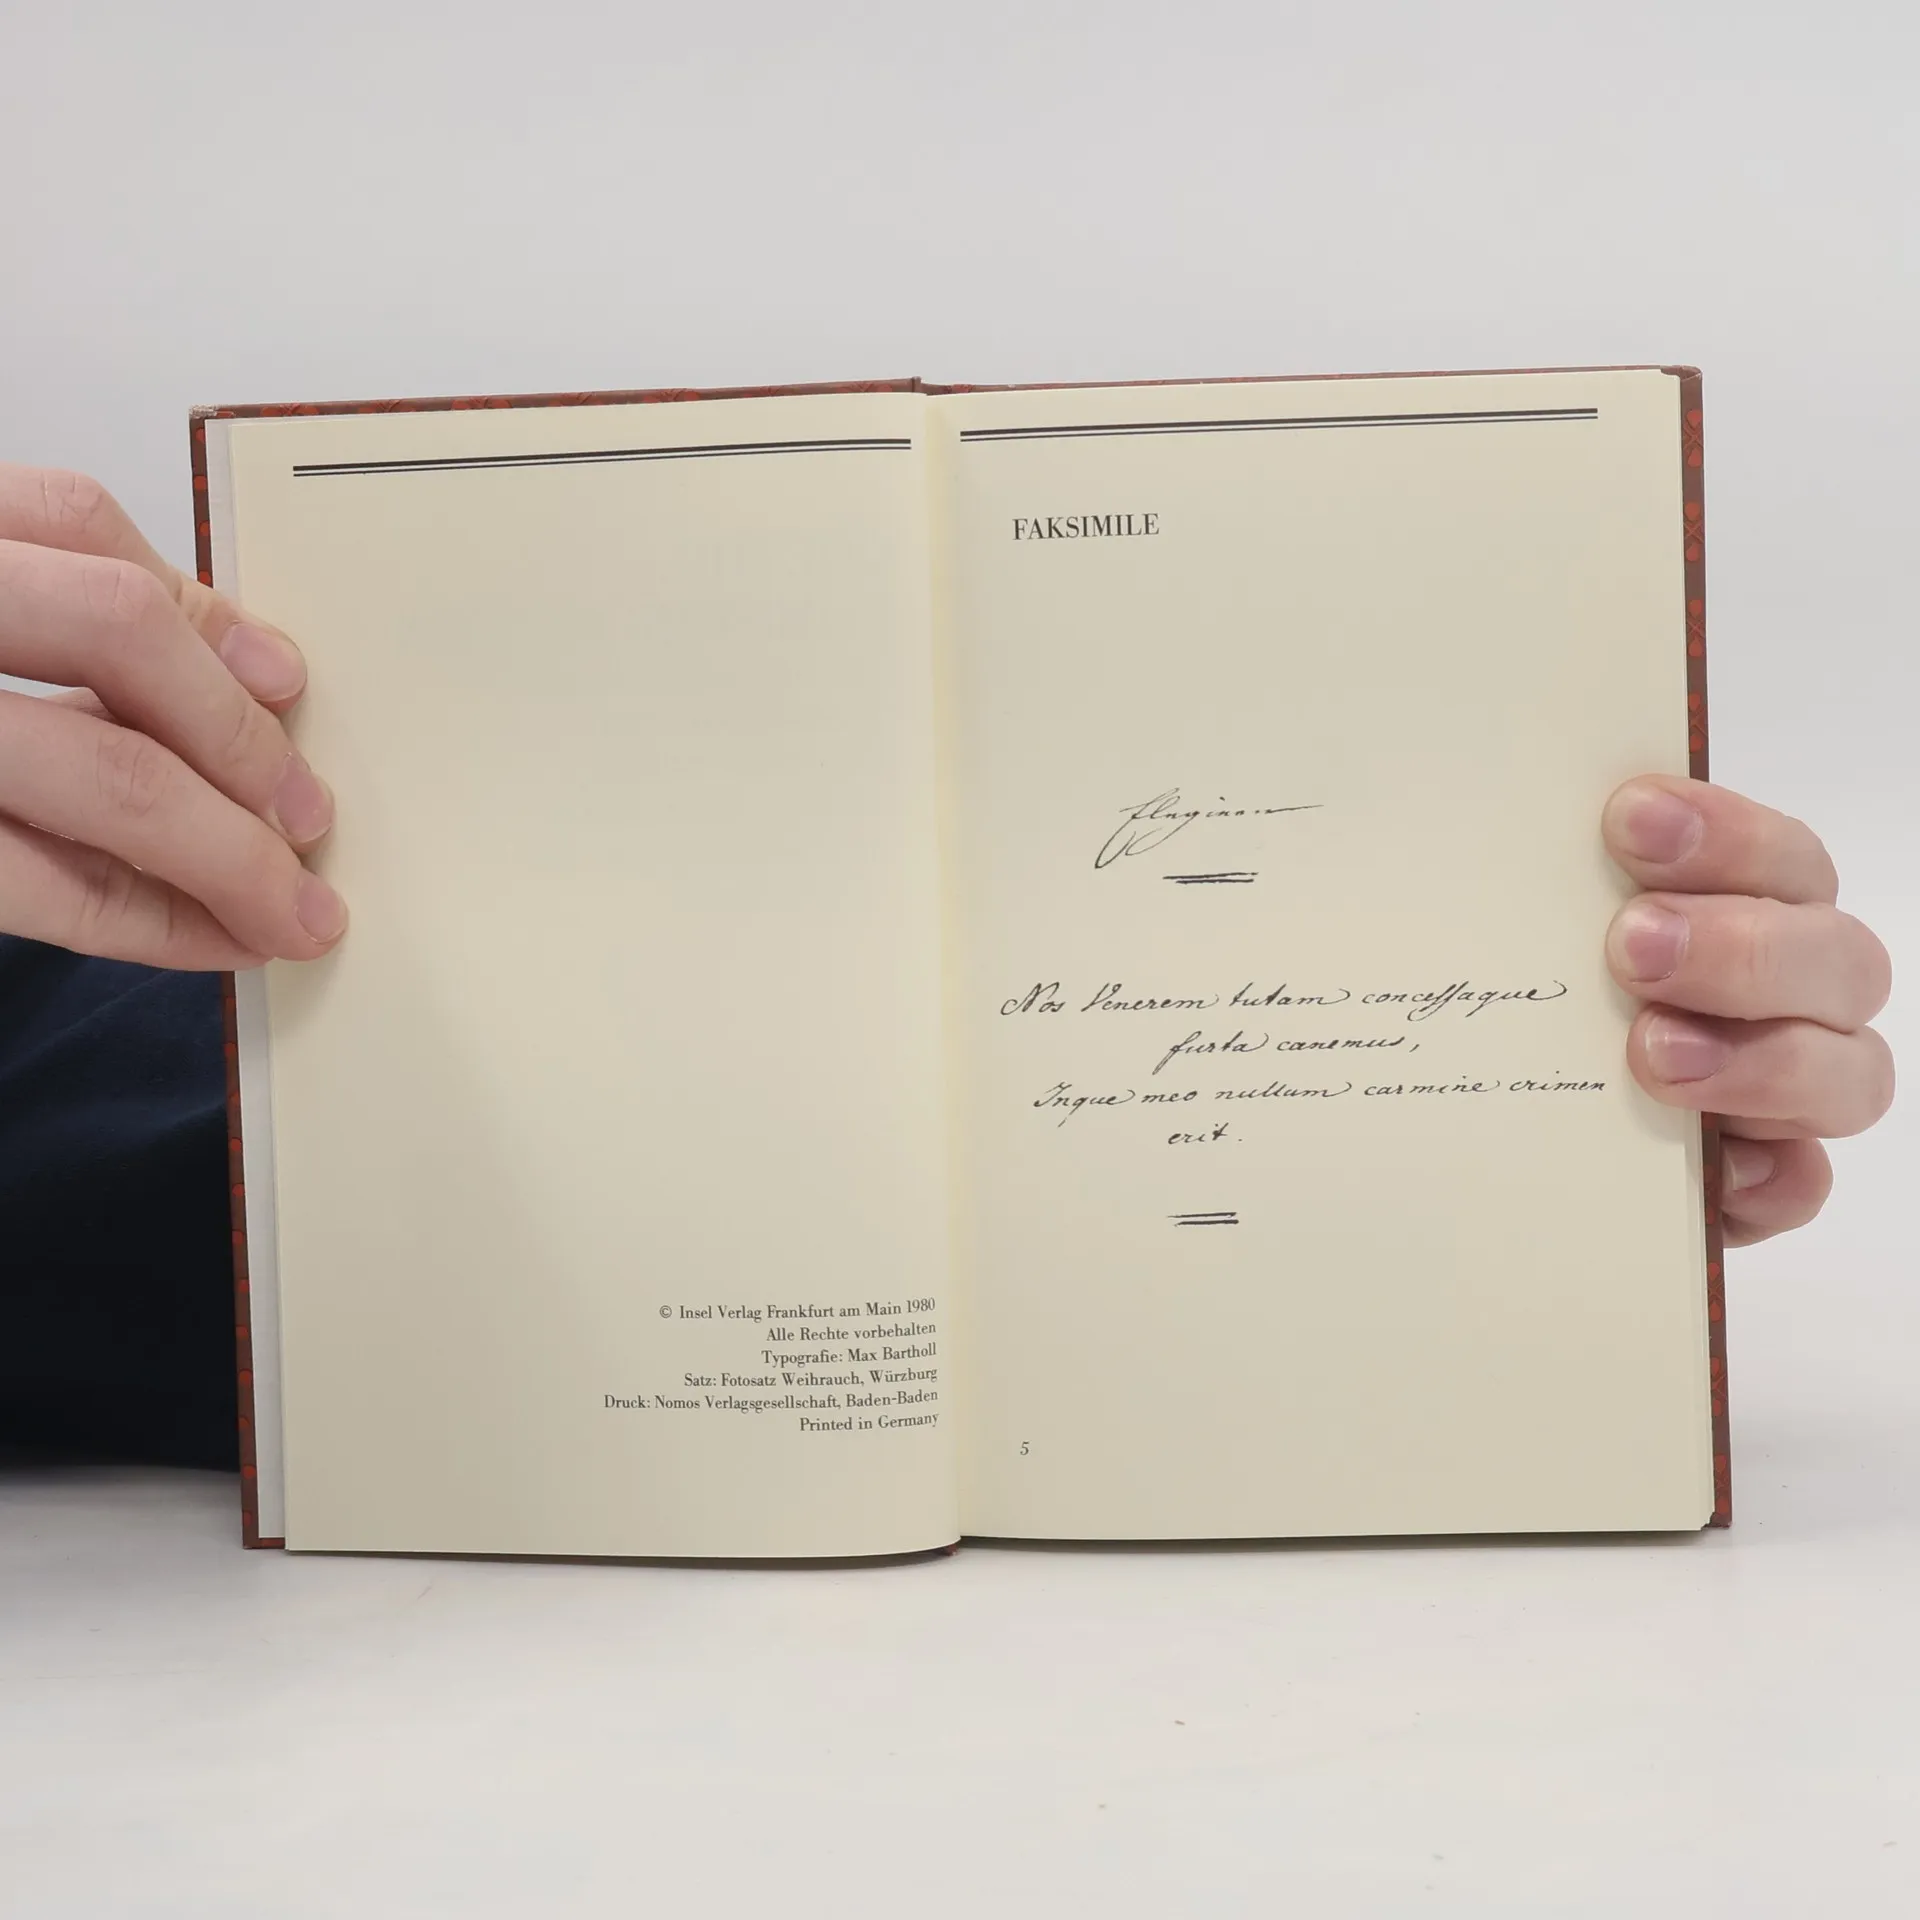 © Insel Verlag Frankfurt am Main 1980
Alle Rechte vorbehalten
Typografie: Max Bartholl
Satz: Fotosatz Weihrauch, Würzburg
Druck: Nomos Verlagsgesellschaft, Baden-Baden
Printed in Germany
FAKSIMILE
Elegieen
Nos Venerem tutam conceſsaque
furta canemus,
Inque meo nullum carmine crimen
erit.
5